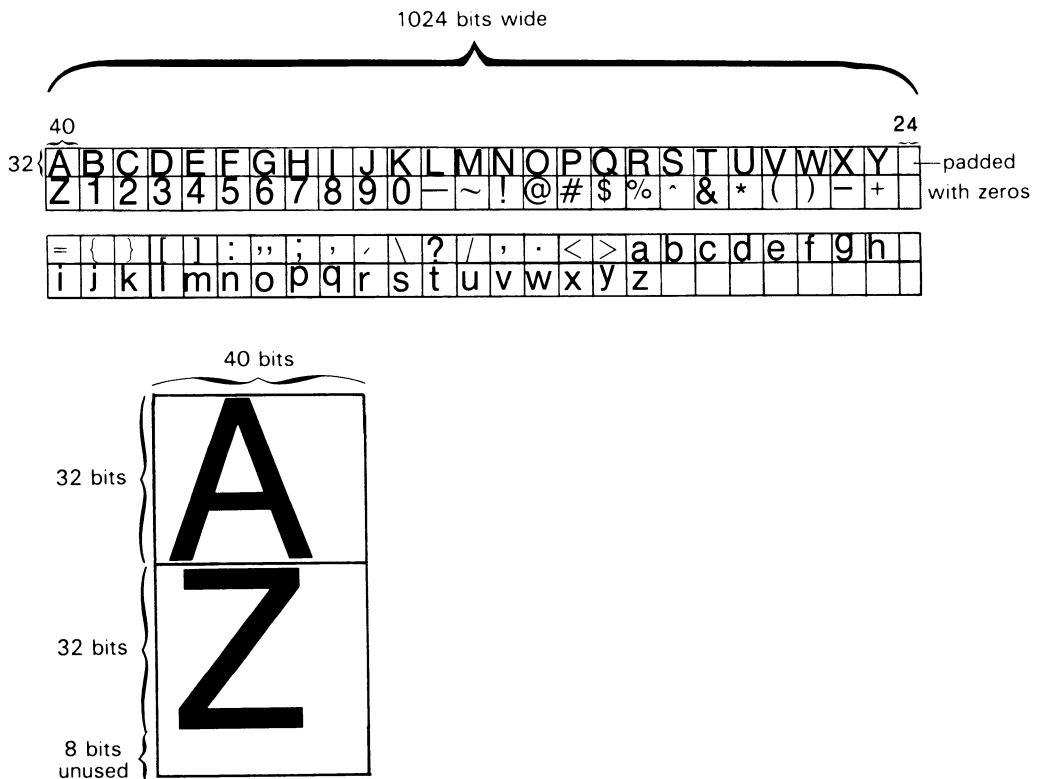 1024 bits wide
40 24
32 A B C D E F G H I J K L M N O P Q R S T U V W X Y padded
Z 1 2 3 4 5 6 7 8 9 0 — ~ ! @ # $ % ^ & * ( ) — + with zeros
= { } [ ] : ,, ; , ′ \ ? / , . < > a b c d e f g h
i j k l m n o p q r s t u v w x y z
40 bits
32 bits
A
32 bits
Z
8 bits
unused